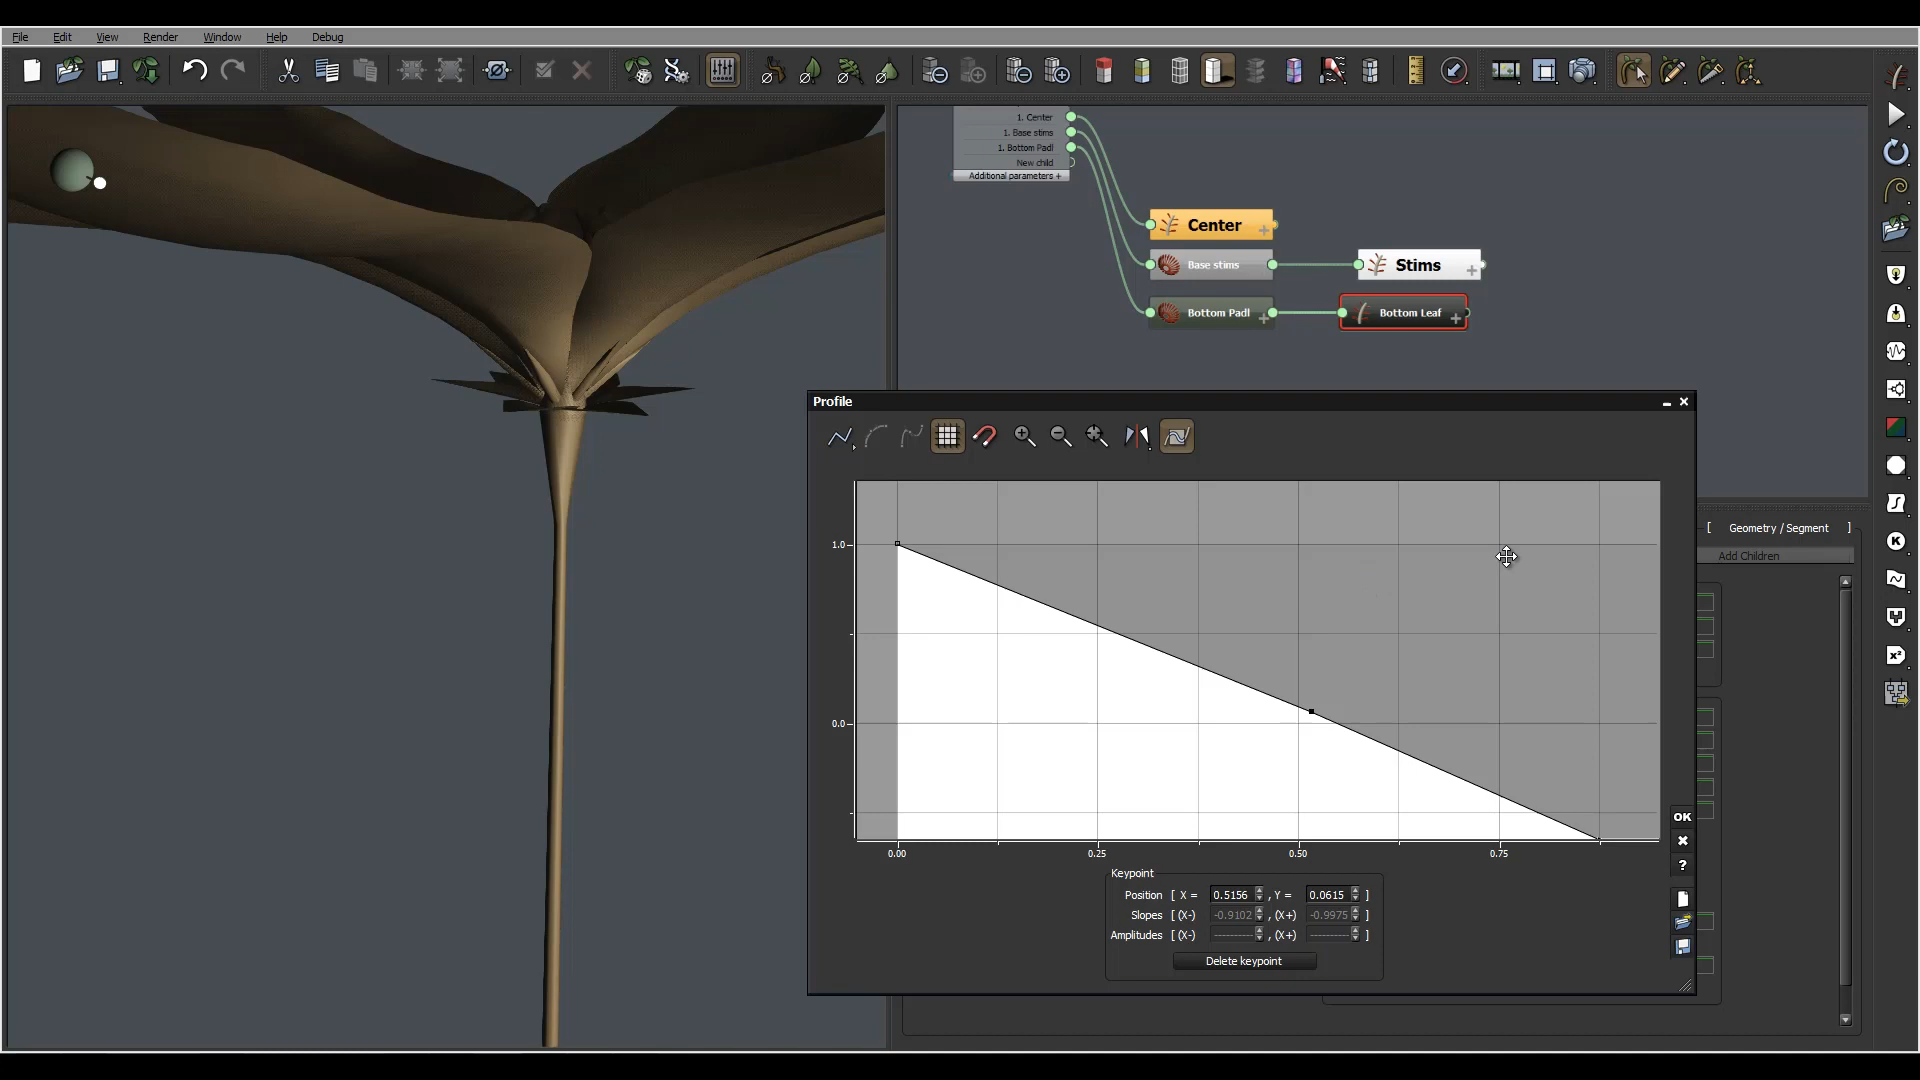 File Edit View Render Window Help Debug
1. Center
1. Base stims
1. Bottom Padl
New child
Additional parameters +
Center
Base stims
Stims
Bottom Padl
Bottom Leaf
Profile
[ Geometry / Segment ]
Add Children
1.0
0.0
0.00 0.25 0.50 0.75
OK
?
Keypoint
Position [ X = 0.5156 , Y = 0.0615 ]
Slopes [ (X-) -0.9102 , (X+) -0.9975 ]
Amplitudes [ (X-) --------- , (X+) --------- ]
Delete keypoint
K
x²